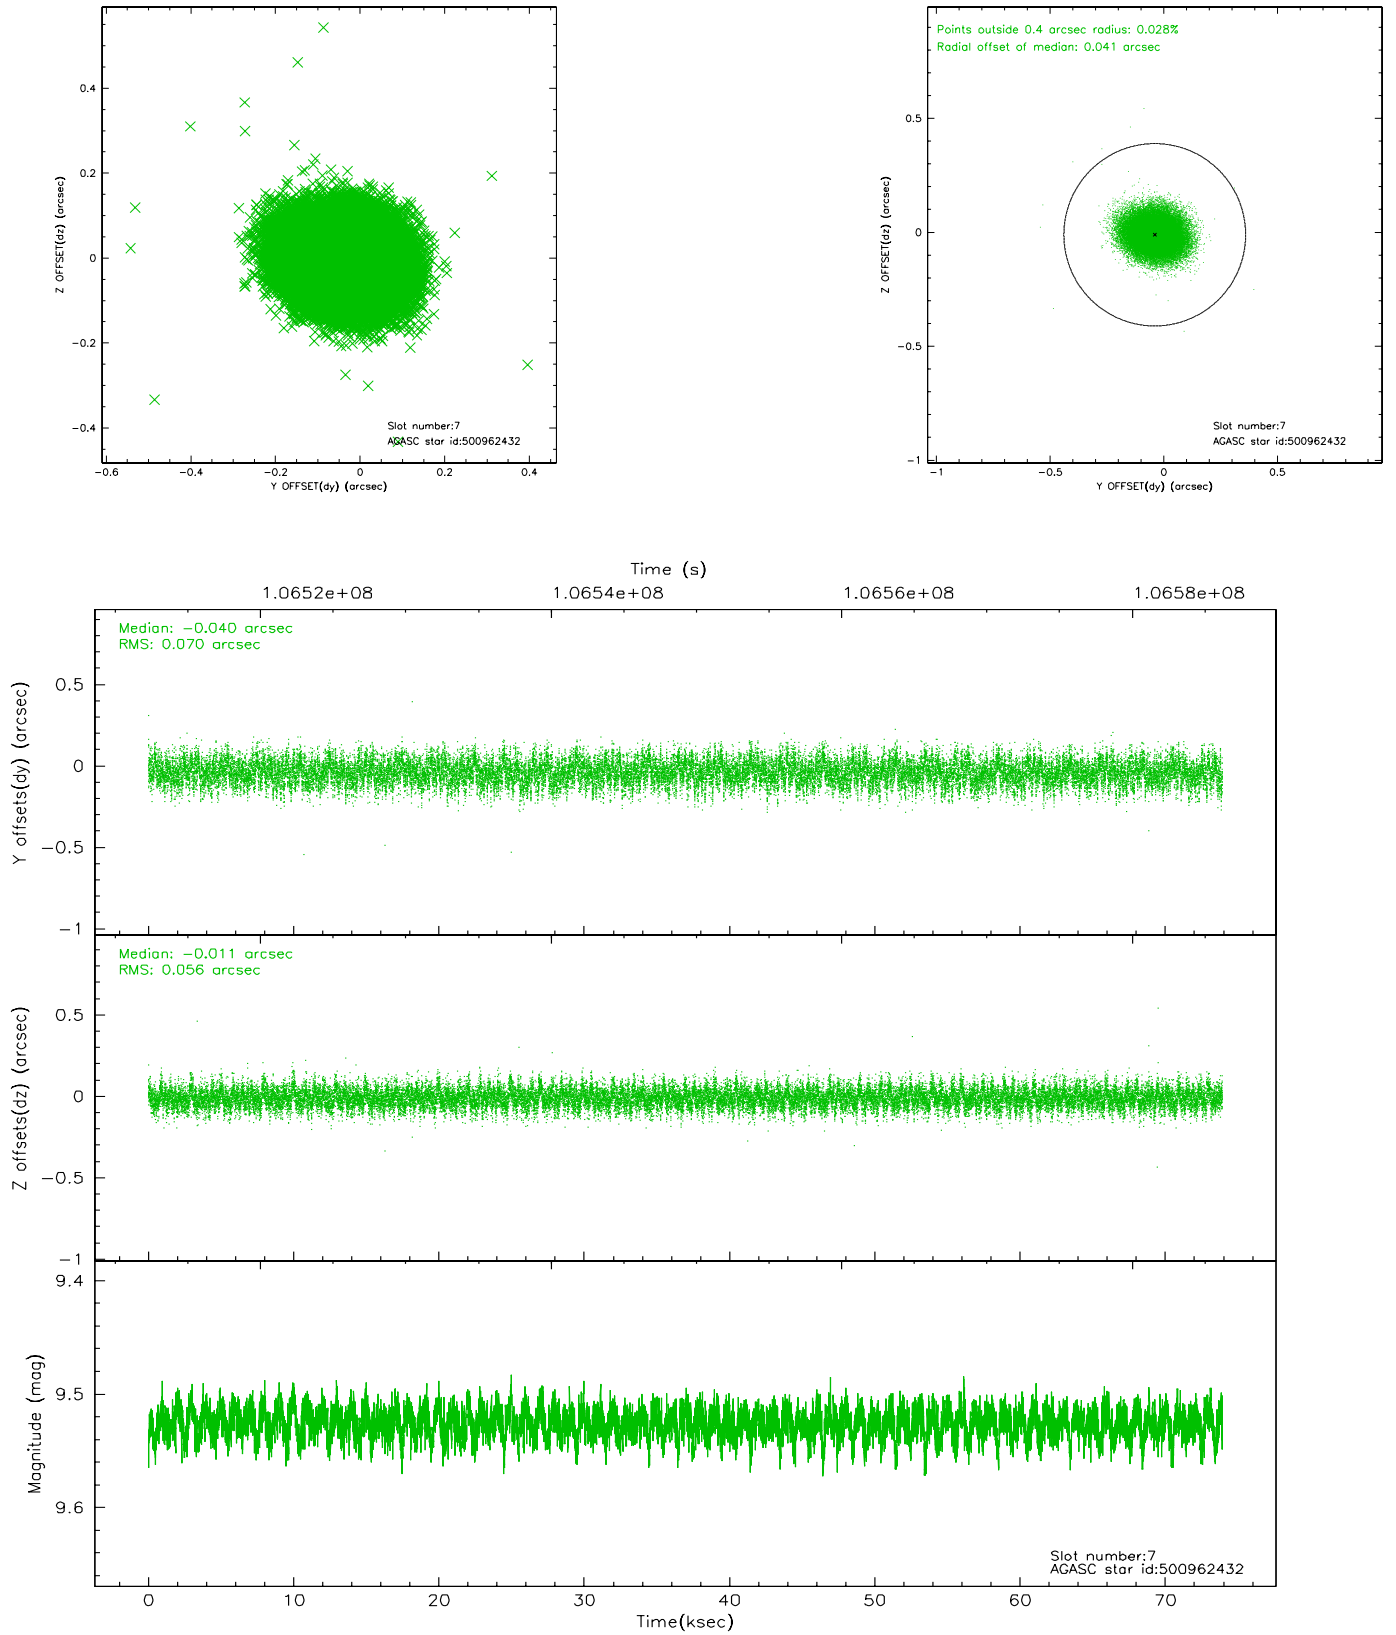 0.4
0.2
0
-0.2
-0.4
Z OFFSET(dz) (arcsec)
Slot number:7
AGASC star id:500962432
-0.6
-0.4
-0.2
0
0.2
0.4
Y OFFSET(dy) (arcsec)
Points outside 0.4 arcsec radius: 0.028%
Radial offset of median: 0.041 arcsec
0.5
0
-0.5
-1
Z OFFSET(dz) (arcsec)
Slot number:7
AGASC star id:500962432
-1
-0.5
0
0.5
Y OFFSET(dy) (arcsec)
Time (s)
1.0652e+08
1.0654e+08
1.0656e+08
1.0658e+08
Median: -0.040 arcsec
RMS: 0.070 arcsec
0.5
0
-0.5
-1
Y offsets(dy) (arcsec)
Median: -0.011 arcsec
RMS: 0.056 arcsec
0.5
0
-0.5
-1
Z offsets(dz) (arcsec)
9.4
9.5
9.6
Magnitude (mag)
Slot number:7
AGASC star id:500962432
0
10
20
30
40
50
60
70
Time(ksec)